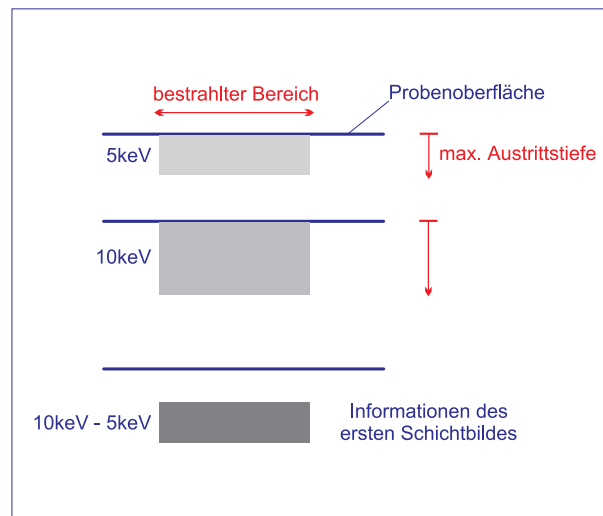 bestrahlter Bereich
Probenoberfläche
5keV
max. Austrittstiefe
10keV
10keV - 5keV
Informationen des
ersten Schichtbildes